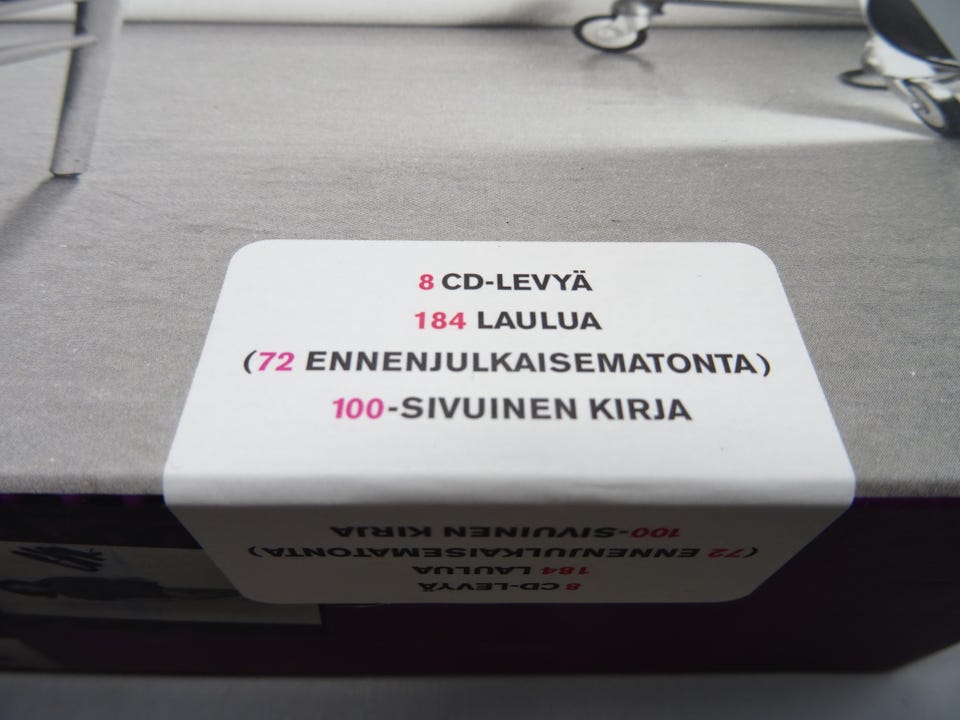 8 CD-LEVYÄ
184 LAULUA
(72 ENNENJULKAISEMATONTA)
100-SIVUINEN KIRJA
100-SIVUINEN KIRJA
(72 ENNENJULKAISEMATONTA)
184 LAULUA
8 CD-LEVYÄ